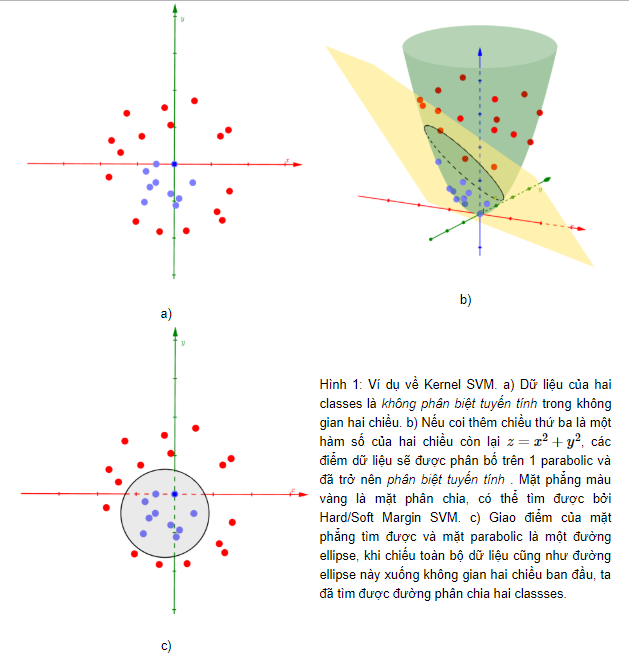 y
x
a)
y
x
b)
y
x
c)
Hình 1: Ví dụ về Kernel SVM. a) Dữ liệu của hai
classes là không phân biệt tuyến tính trong không
gian hai chiều. b) Nếu coi thêm chiều thứ ba là một
hàm số của hai chiều còn lại z = x² + y², các
điểm dữ liệu sẽ được phân bố trên 1 parabolic và
đã trở nên phân biệt tuyến tính . Mặt phẳng màu
vàng là mặt phân chia, có thể tìm được bởi
Hard/Soft Margin SVM. c) Giao điểm của mặt
phẳng tìm được và mặt parabolic là một đường
ellipse, khi chiếu toàn bộ dữ liệu cũng như đường
ellipse này xuống không gian hai chiều ban đầu, ta
đã tìm được đường phân chia hai classses.